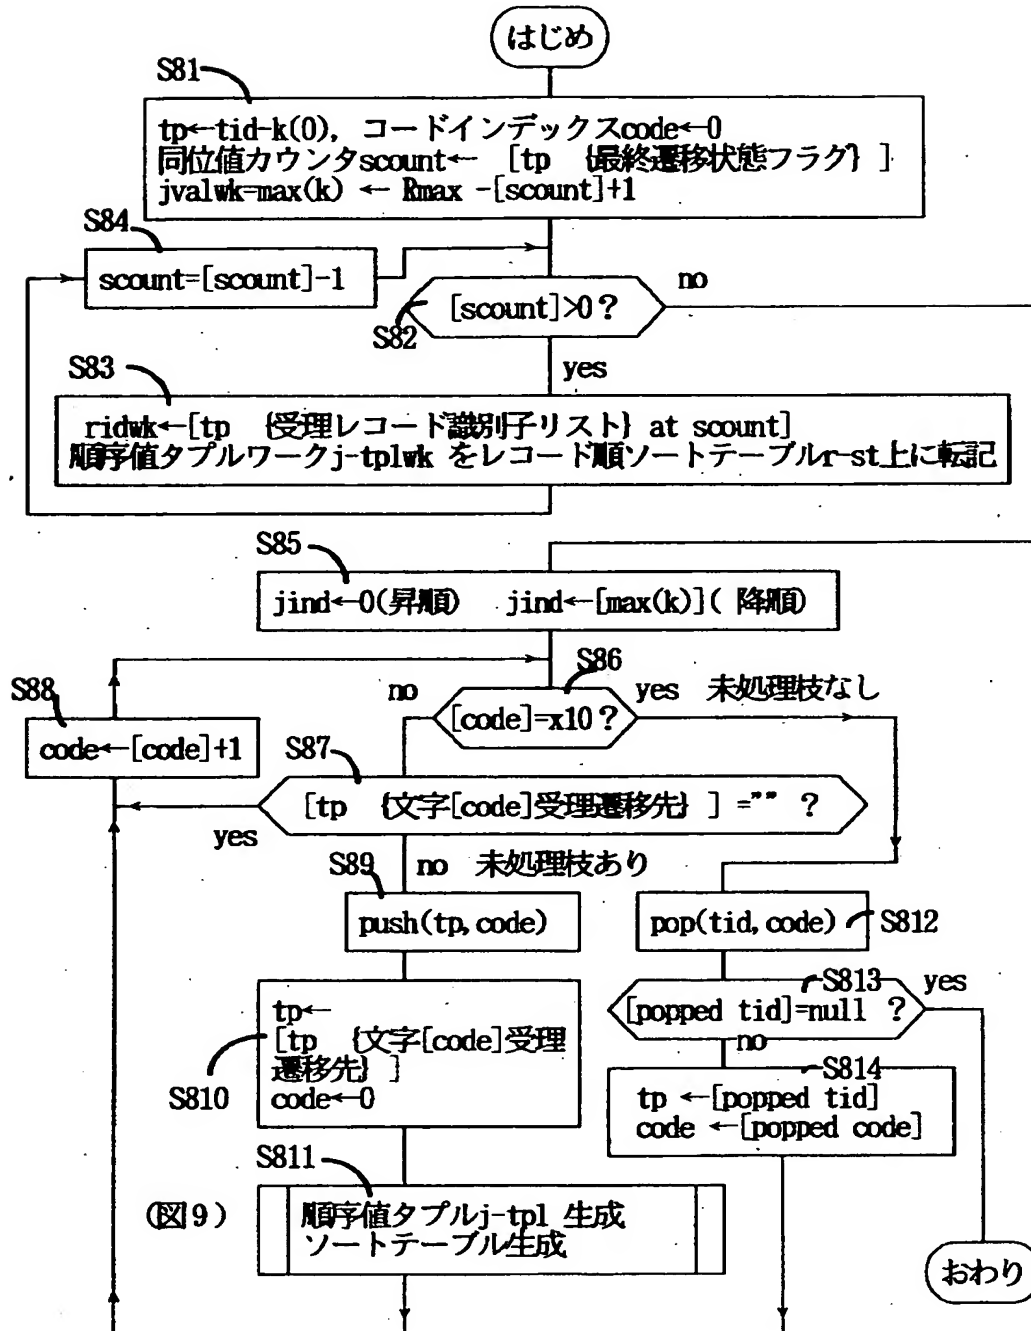 はじめ
S81
tp←tid-k(0), コードインデックスcode←0
同位値カウンタscount← [tp {最終遷移状態フラグ} ]
jvalwk=max(k) ← Rmax -[scount]+1
S84
scount=[scount]-1
no
[scount]>0 ?
S82
yes
S83
ridwk←[tp {受理レコード識別子リスト} at scount]
順序値タプルワークj-tplwk をレコード順ソートテーブルr-st上に転記
S85
jind←0(昇順) jind←[max(k)]( 降順)
S86
S88
no
yes 未処理枝なし
[code]=x10 ?
code←[code]+1
S87
[tp {文字[code]受理遷移先} ] ="" ?
yes
no 未処理枝あり
S89
push(tp,code)
pop(tid,code)
S812
S813
yes
[popped tid]=null ?
no
tp←
[tp {文字[code]受理
遷移先} ]
code←0
S810
S814
tp ←[popped tid]
code ←[popped code]
S811
(図9)
順序値タプルj-tpl 生成
ソートテーブル生成
おわり